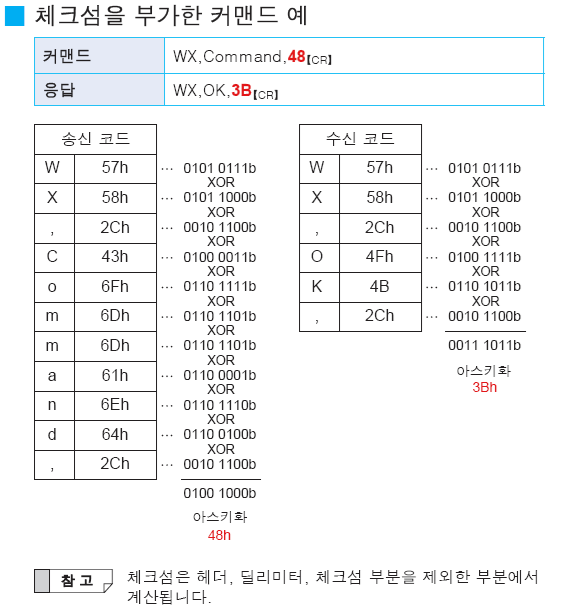 체크섬을 부가한 커맨드 예
커맨드 WX,Command,48【CR】
응답 WX,OK,3B【CR】
송신 코드
W 57h … 0101 0111b
XOR
X 58h … 0101 1000b
XOR
, 2Ch … 0010 1100b
XOR
C 43h … 0100 0011b
XOR
o 6Fh … 0110 1111b
XOR
m 6Dh … 0110 1101b
XOR
m 6Dh … 0110 1101b
XOR
a 61h … 0110 0001b
XOR
n 6Eh … 0110 1110b
XOR
d 64h … 0110 0100b
XOR
, 2Ch … 0010 1100b
0100 1000b
아스키화
48h
수신 코드
W 57h … 0101 0111b
XOR
X 58h … 0101 1000b
XOR
, 2Ch … 0010 1100b
XOR
O 4Fh … 0100 1111b
XOR
K 4B … 0110 1011b
XOR
, 2Ch … 0010 1100b
0011 1011b
아스키화
3Bh
참 고 체크섬은 헤더, 딜리미터, 체크섬 부분을 제외한 부분에서
계산됩니다.